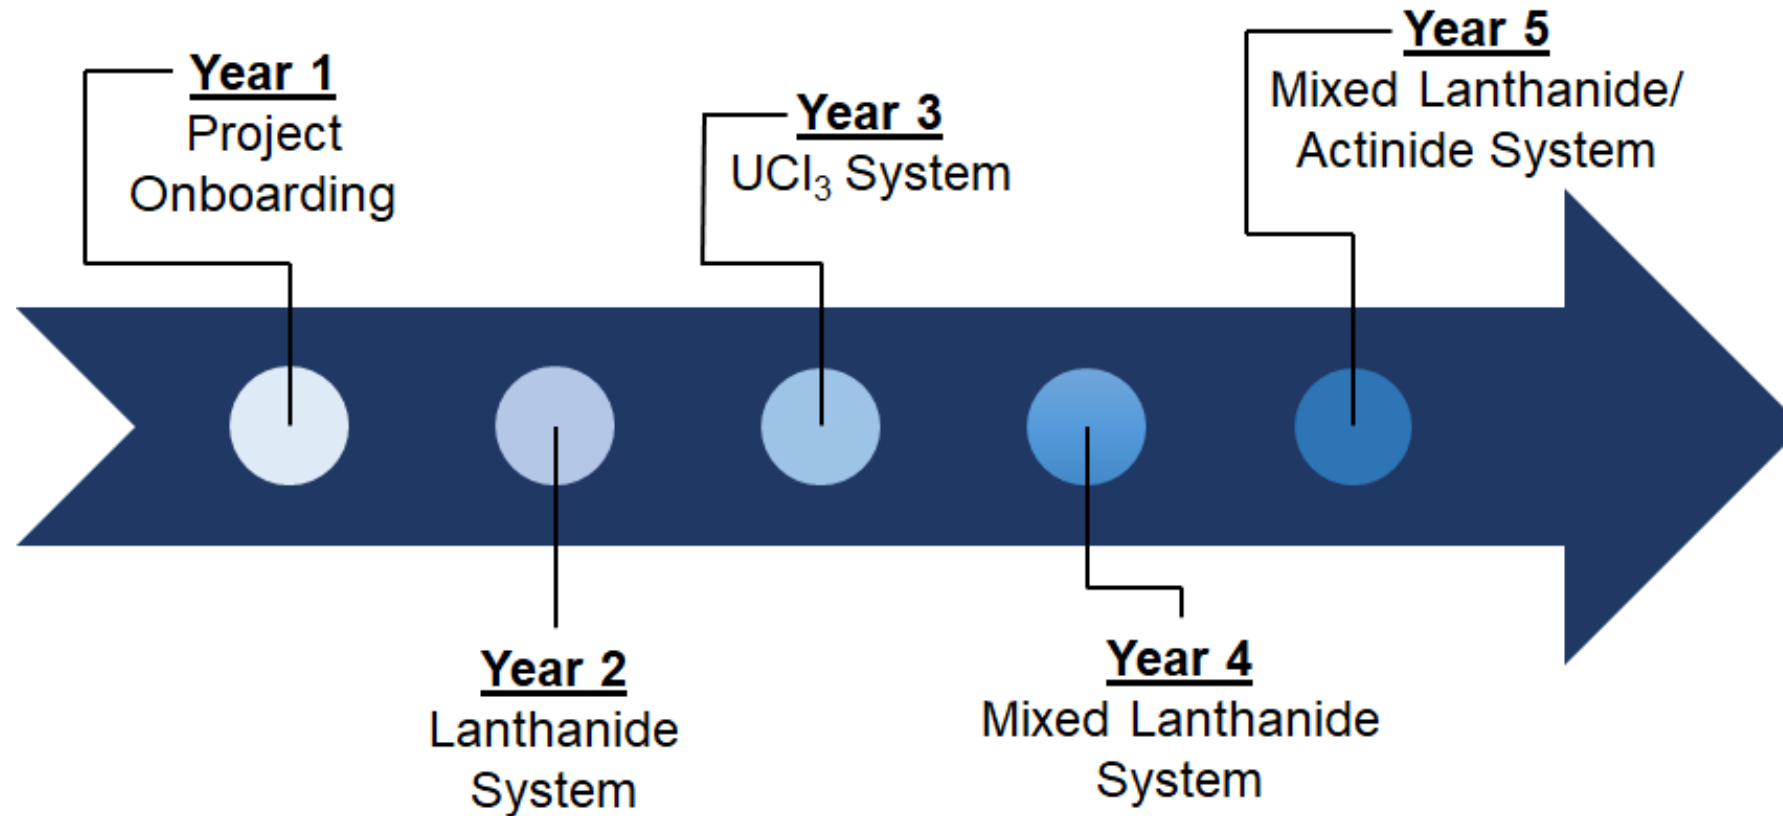 Year 1
Project
Onboarding
Year 2
Lanthanide
System
Year 3
UCl₃ System
Year 4
Mixed Lanthanide
System
Year 5
Mixed Lanthanide/
Actinide System